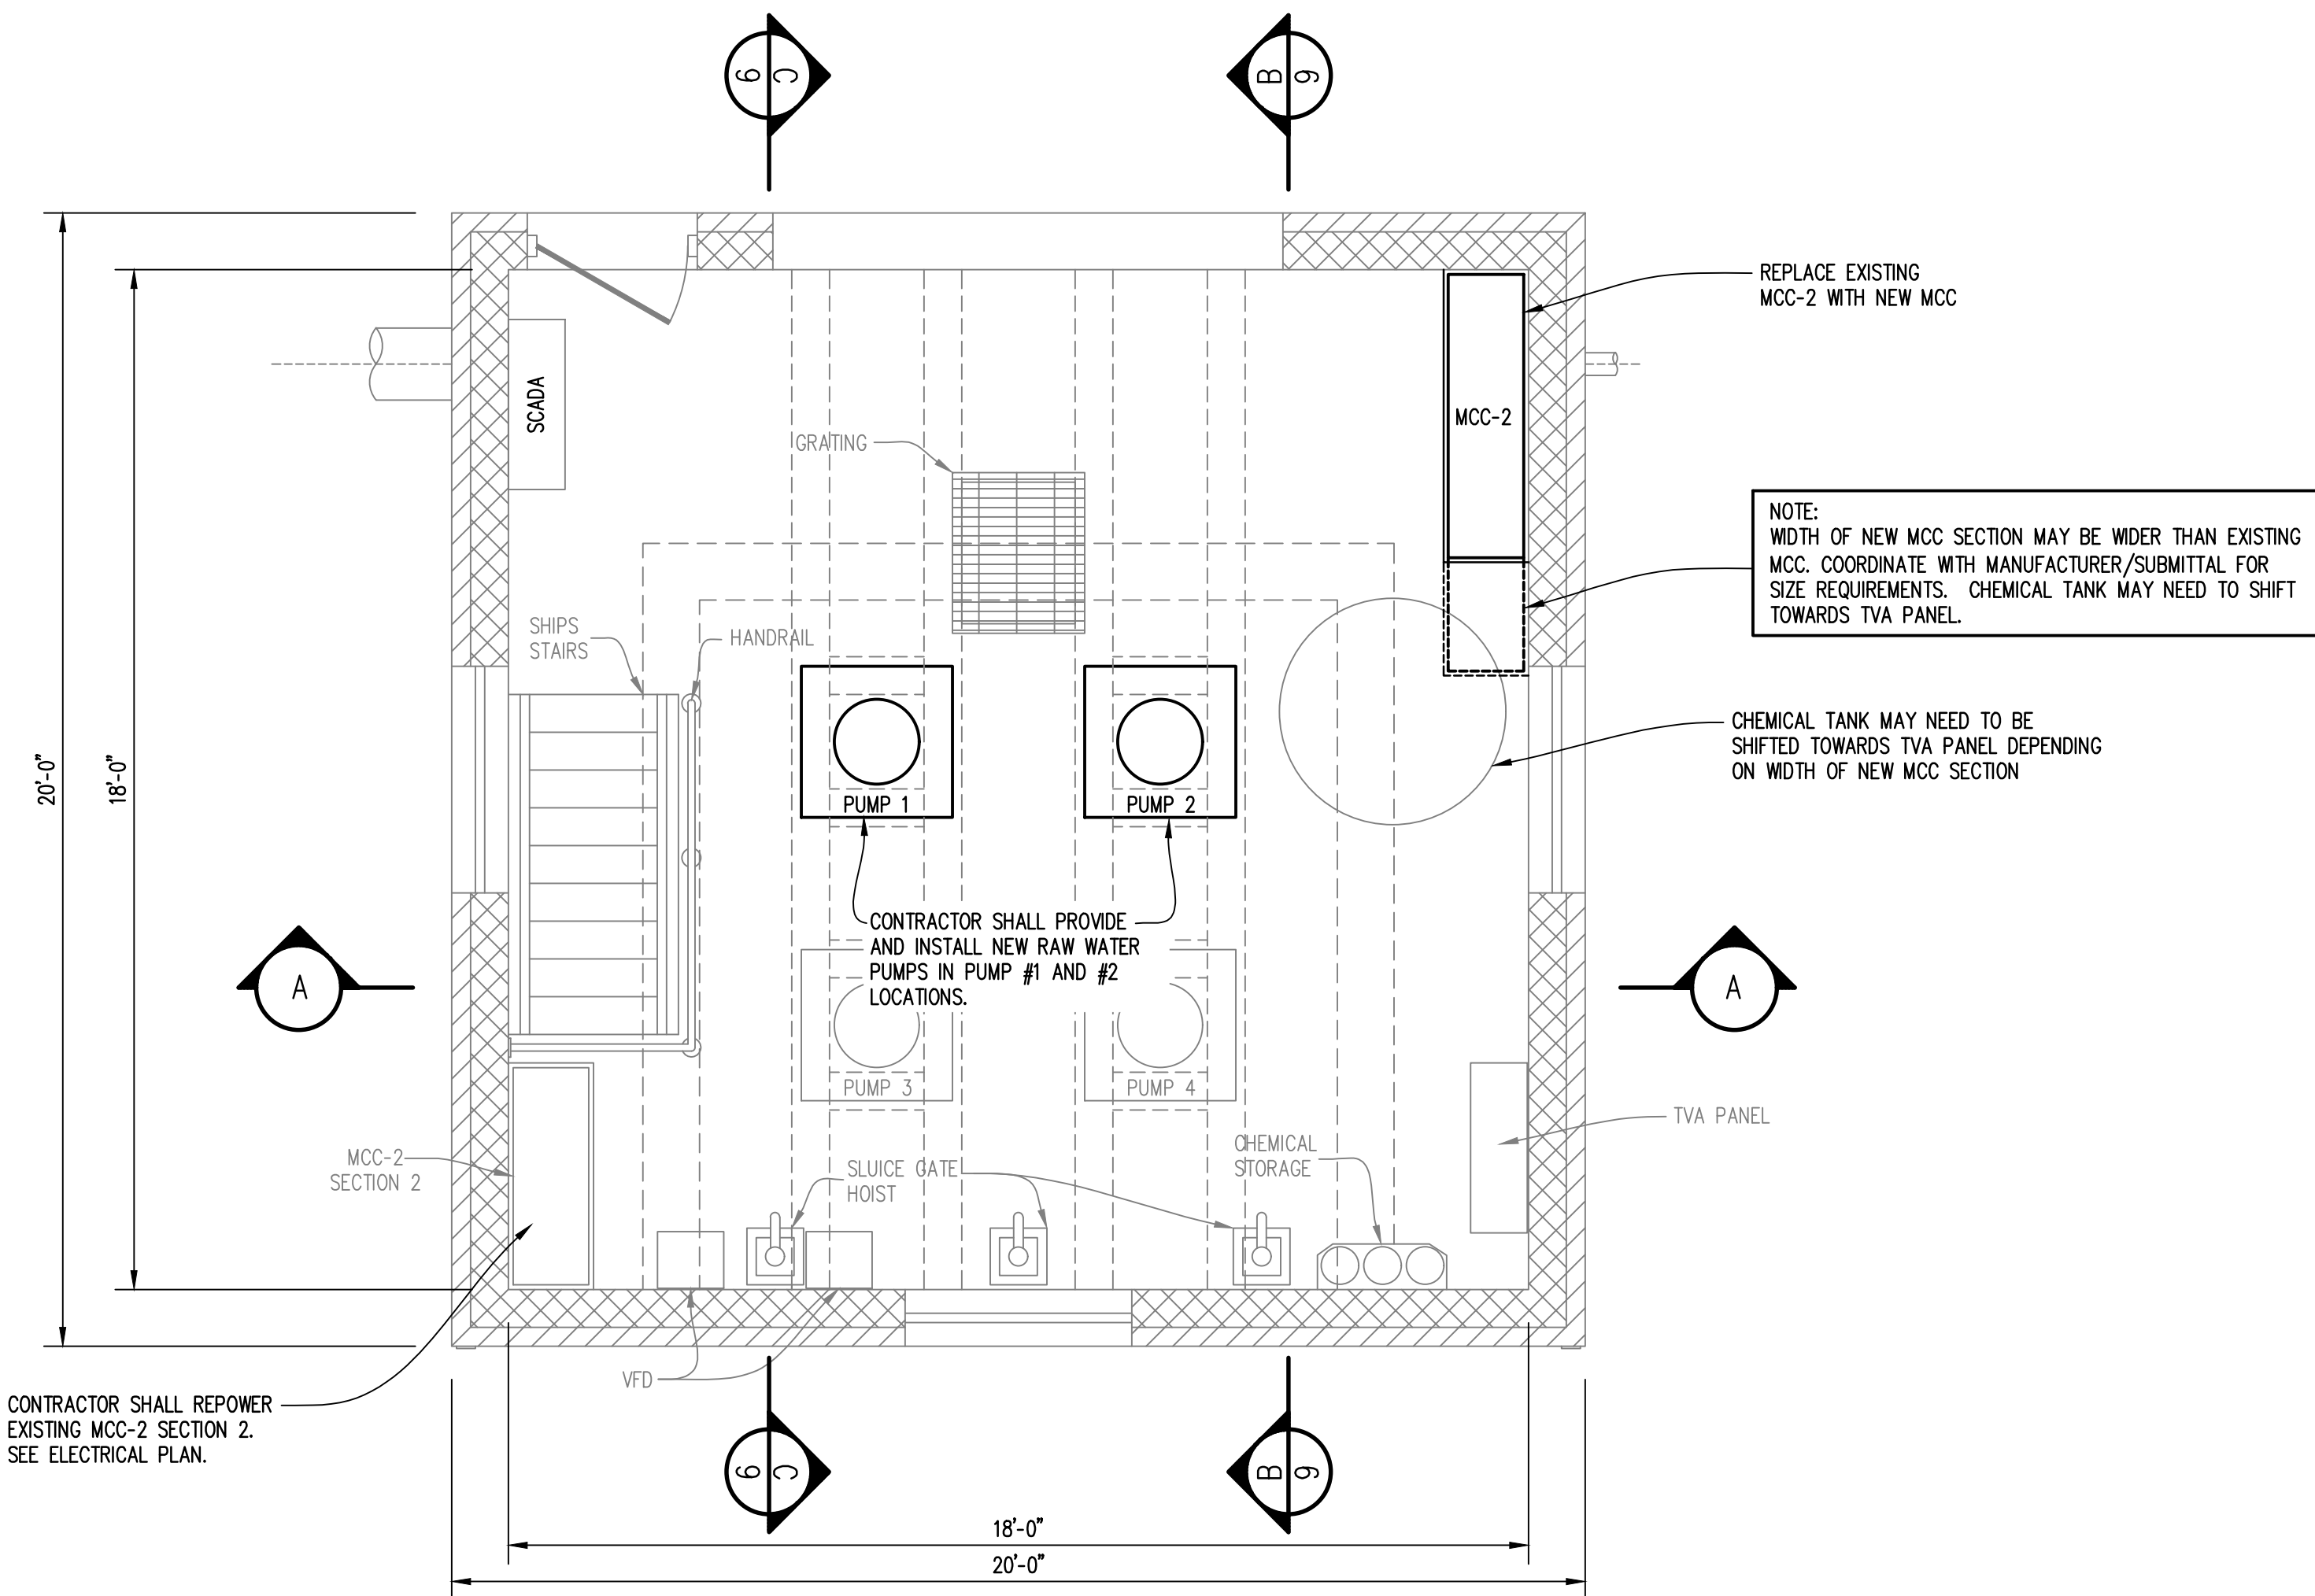 6 C
B 9
REPLACE EXISTING
MCC-2 WITH NEW MCC
SCADA
MCC-2
GRATING
NOTE:
WIDTH OF NEW MCC SECTION MAY BE WIDER THAN EXISTING
MCC. COORDINATE WITH MANUFACTURER/SUBMITTAL FOR
SIZE REQUIREMENTS. CHEMICAL TANK MAY NEED TO SHIFT
TOWARDS TVA PANEL.
SHIPS
STAIRS
HANDRAIL
20'-0"
18'-0"
PUMP 1
PUMP 2
CHEMICAL TANK MAY NEED TO BE
SHIFTED TOWARDS TVA PANEL DEPENDING
ON WIDTH OF NEW MCC SECTION
CONTRACTOR SHALL PROVIDE
AND INSTALL NEW RAW WATER
PUMPS IN PUMP #1 AND #2
LOCATIONS.
A
A
PUMP 3
PUMP 4
TVA PANEL
MCC-2
SECTION 2
SLUICE GATE
HOIST
CHEMICAL
STORAGE
VFD
CONTRACTOR SHALL REPOWER
EXISTING MCC-2 SECTION 2.
SEE ELECTRICAL PLAN.
6 C
B 9
18'-0"
20'-0"